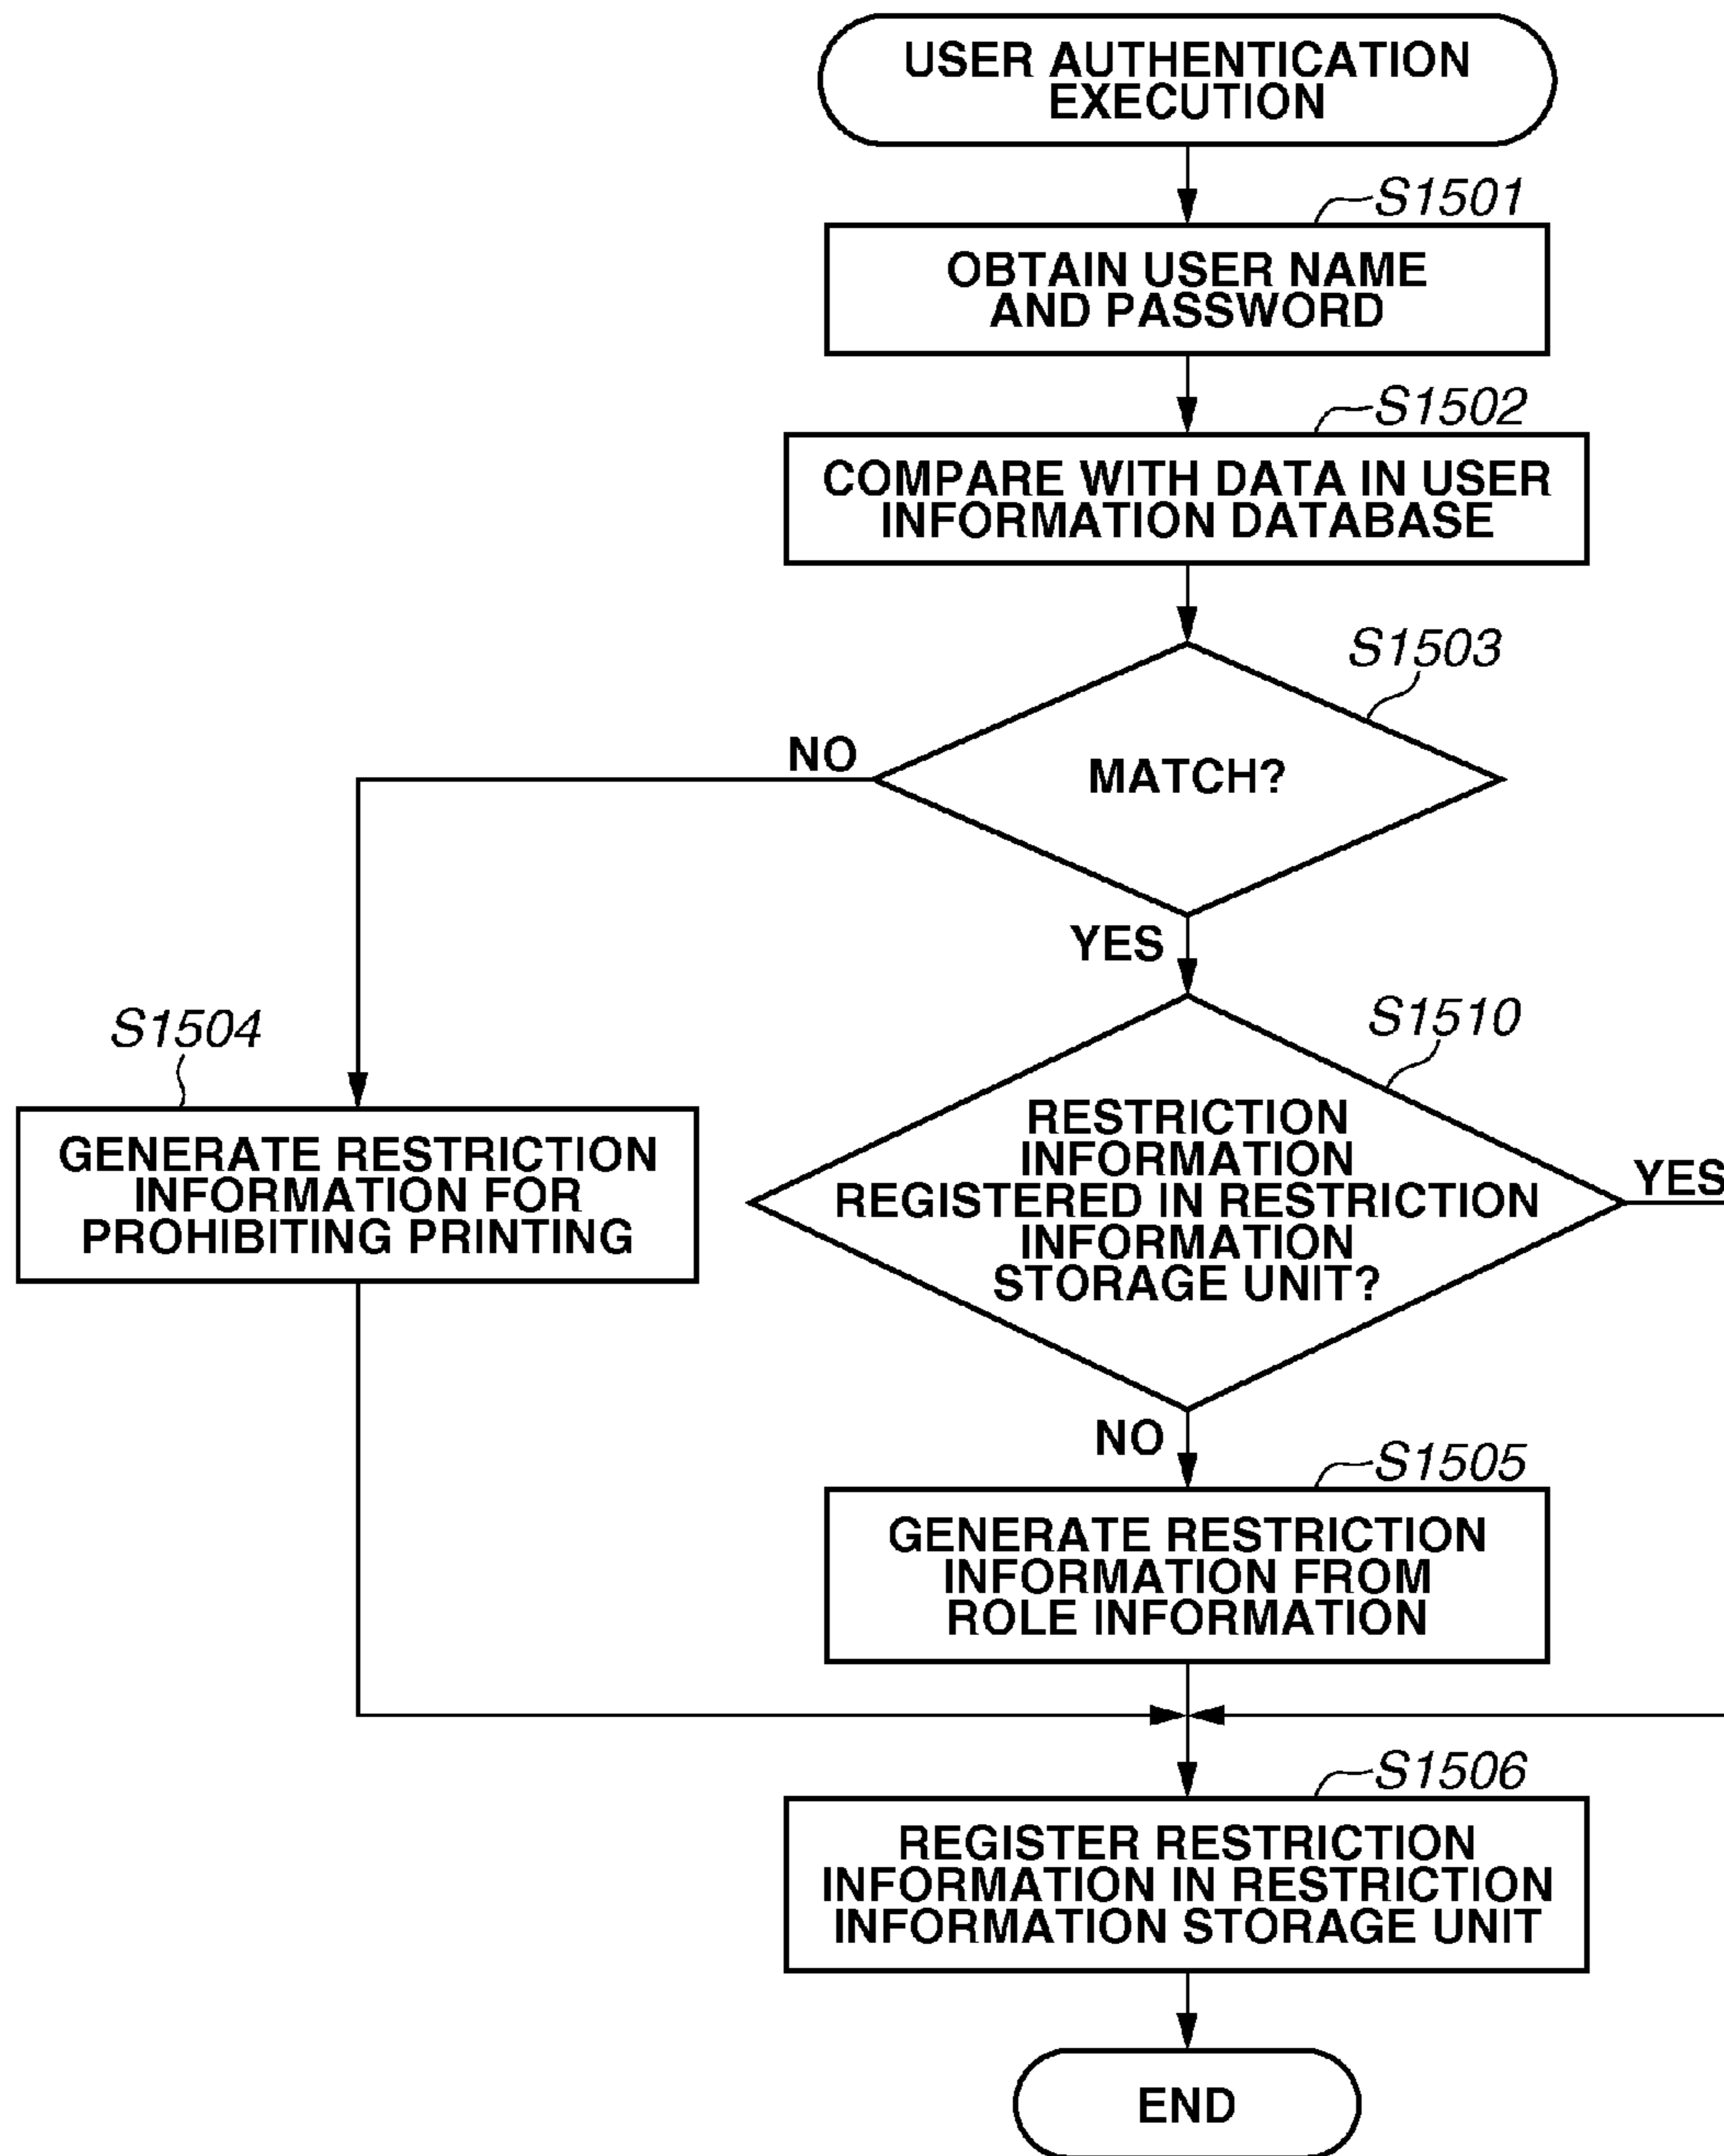 USER AUTHENTICATION
EXECUTION
S1501
OBTAIN USER NAME
AND PASSWORD
S1502
COMPARE WITH DATA IN USER
INFORMATION DATABASE
S1503
MATCH?
NO
YES
S1504
GENERATE RESTRICTION
INFORMATION FOR
PROHIBITING PRINTING
S1510
RESTRICTION
INFORMATION
REGISTERED IN RESTRICTION
INFORMATION
STORAGE UNIT?
YES
NO
S1505
GENERATE RESTRICTION
INFORMATION FROM
ROLE INFORMATION
S1506
REGISTER RESTRICTION
INFORMATION IN RESTRICTION
INFORMATION STORAGE UNIT
END